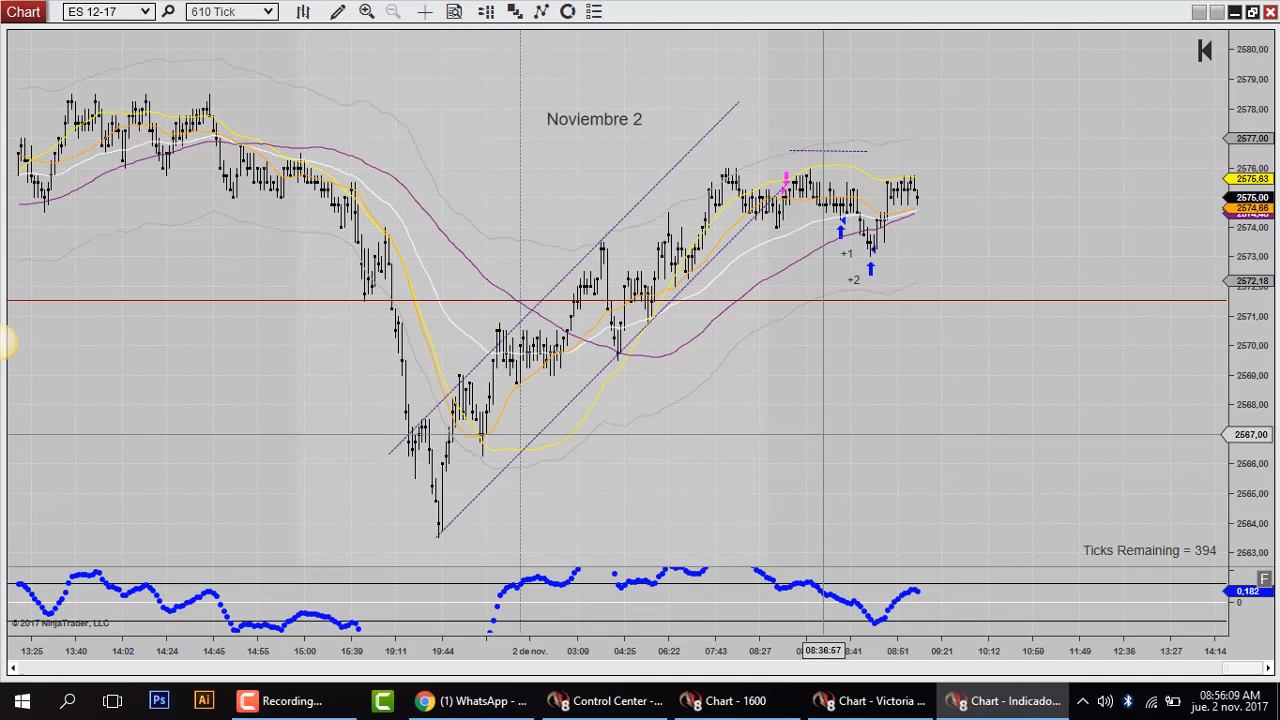 Chart ES 12-17 610 Tick
2580,00
2579,00
2578,00
Noviembre 2
2577,00
2576,00
2575,63
2575,00
2574,66
2574,00
+1
2573,00
+2
2572,18
2571,00
2570,00
2569,00
2568,00
2567,00
2566,00
2565,00
2564,00
Ticks Remaining = 394
2563,00
F
0,182
0
© 2017 NinjaTrader, LLC
13:25 13:40 14:02 14:24 14:55 15:00 15:39 19:11 19:44 2 de nov. 03:09 04:25 06:22 07:43 08:27 08:36:57 08:41 08:51 09:21 10:12 10:59 11:49 12:56 13:27 14:14
Ps Ai Recording... C (1) WhatsApp - ... Control Center -... Chart - 1600 Chart - Victoria ... Chart - Indicado...
08:56:09 AM
jue. 2 nov. 2017